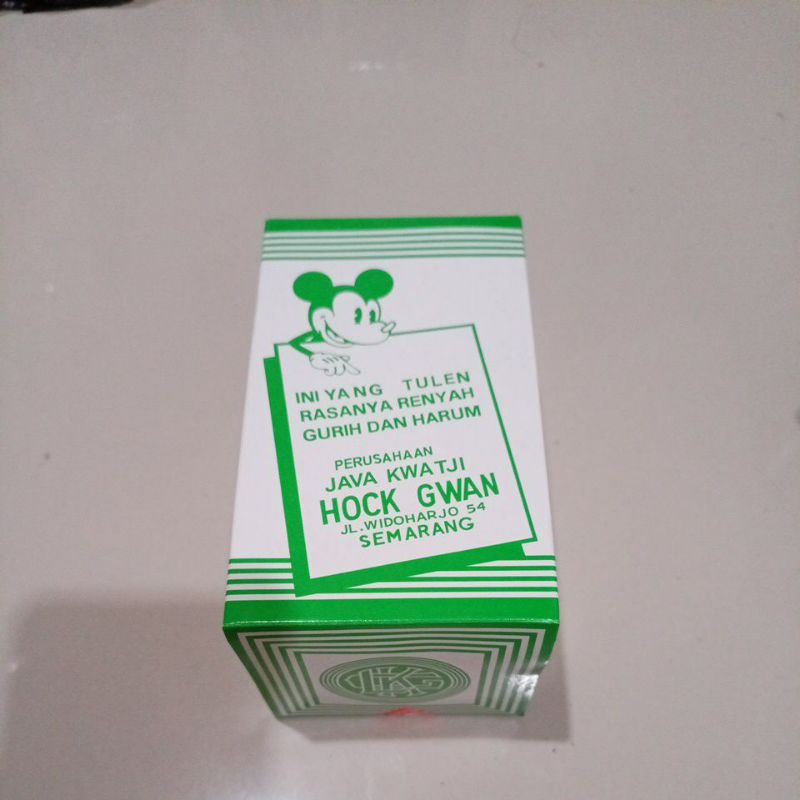 INI YANG TULEN
RASANYA RENYAH
GURIH DAN HARUM
PERUSAHAAN
JAVA KWATJI
HOCK GWAN
JL.WIDOHARJO 54
SEMARANG